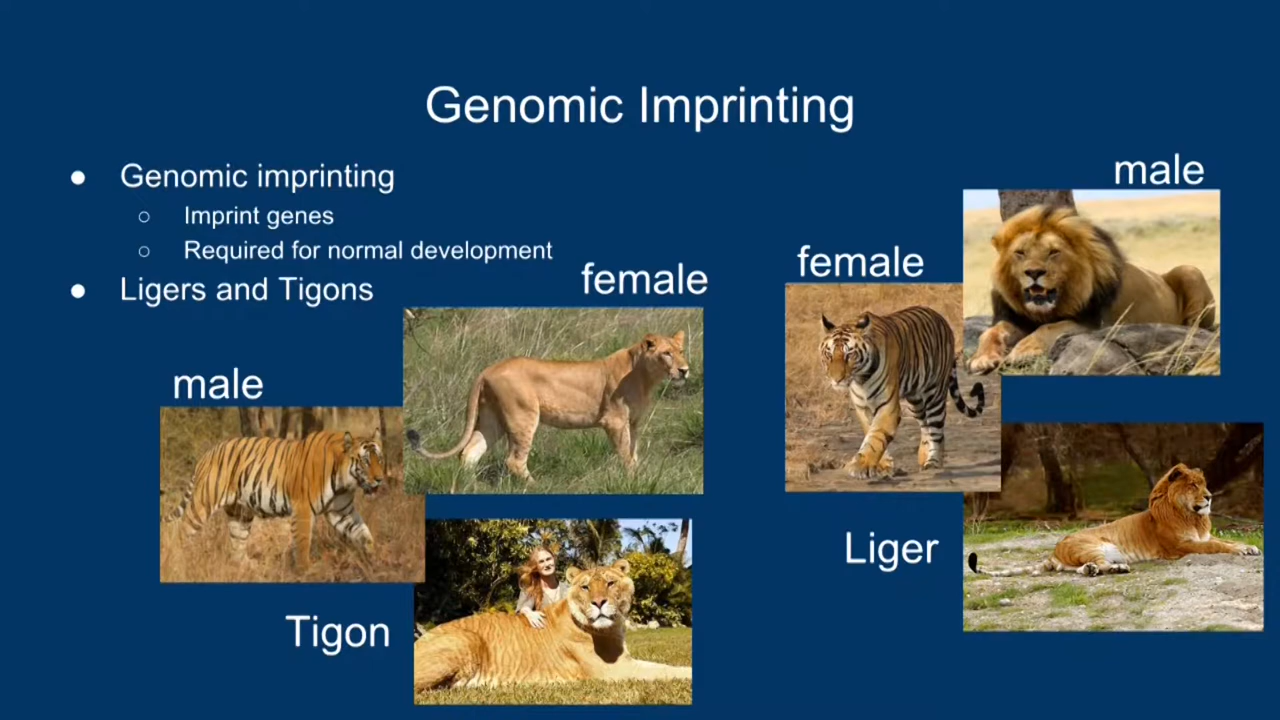 Genomic Imprinting
● Genomic imprinting
○ Imprint genes
○ Required for normal development
● Ligers and Tigons
male
female
Tigon
female
male
Liger